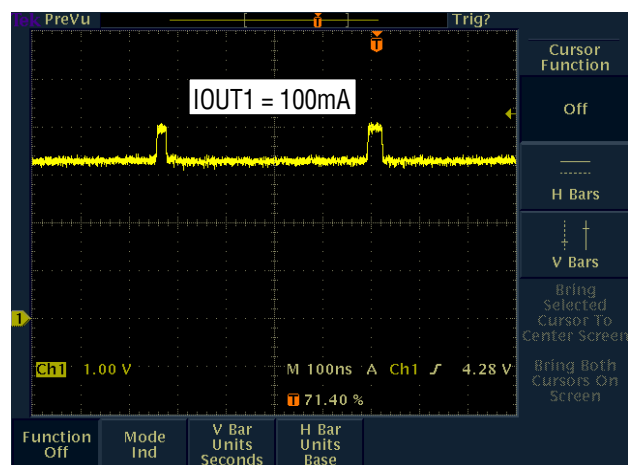 Tek PreVu
Trig?
T
T
IOUT1 = 100mA
1
Ch1 1.00 V
M 100ns A Ch1 ƒ 4.28 V
T 71.40 %
Cursor
Function
Off
H Bars
V Bars
Bring
Selected
Cursor To
Center Screen
Bring Both
Cursors On
Screen
Function
Off
Mode
Ind
V Bar
Units
Seconds
H Bar
Units
Base